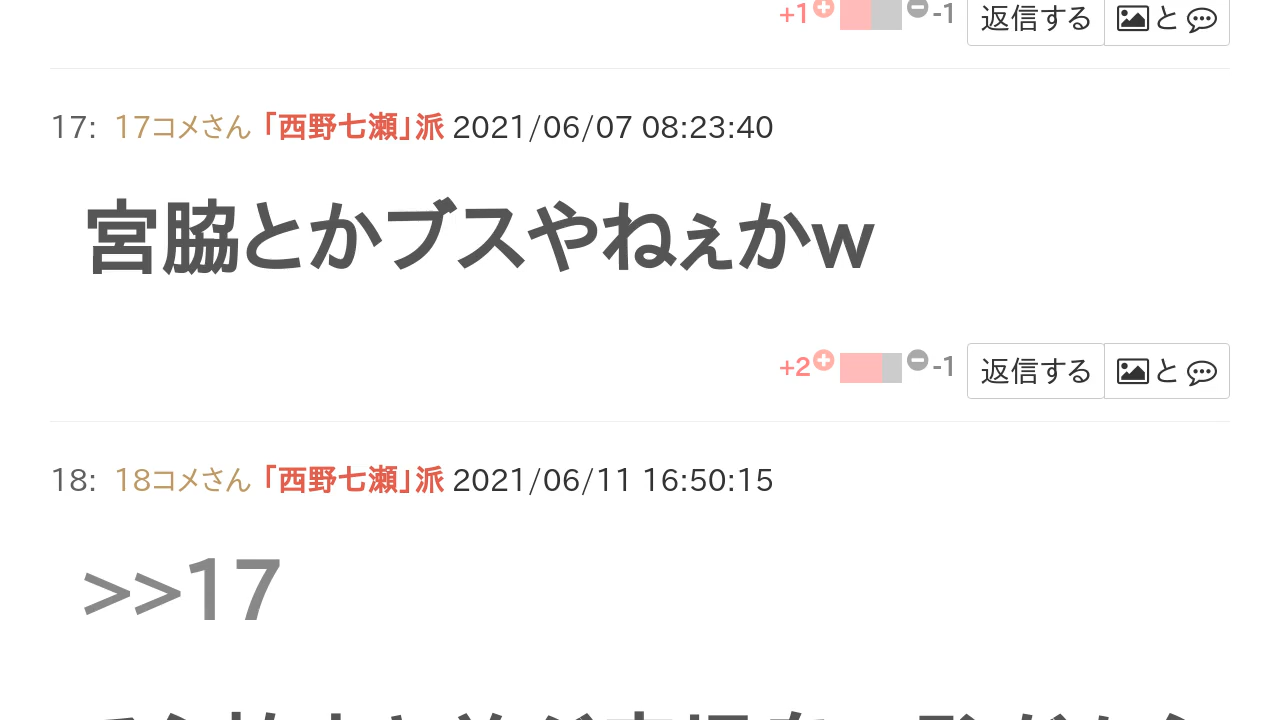 +1 -1 返信する と
17: 17コメさん 「西野七瀬」派 2021/06/07 08:23:40
宮脇とかブスやねぇかw
+2 -1 返信する と
18: 18コメさん 「西野七瀬」派 2021/06/11 16:50:15
>>17